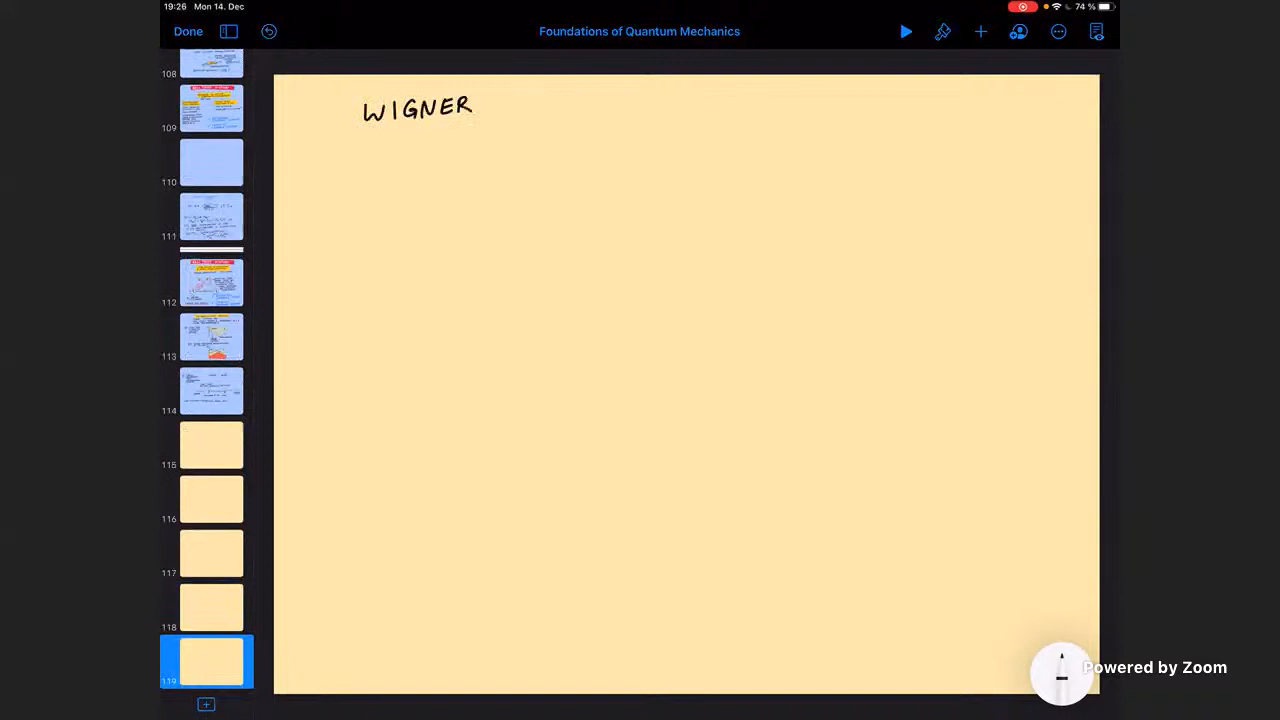 19:26 Mon 14. Dec
74 %
Done
Foundations of Quantum Mechanics
WIGNER
108
109
110
111
112
113
114
115
116
117
118
119
Powered by Zoom